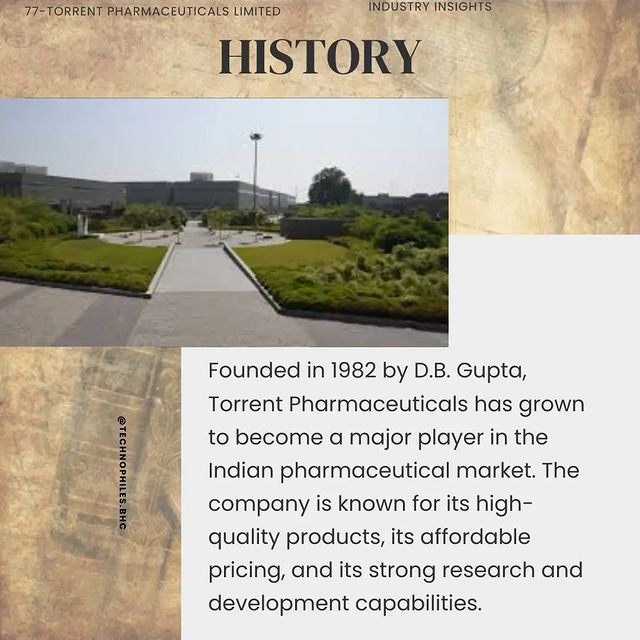 77-TORRENT PHARMACEUTICALS LIMITED
INDUSTRY INSIGHTS
HISTORY
Founded in 1982 by D.B. Gupta,
Torrent Pharmaceuticals has grown
to become a major player in the
Indian pharmaceutical market. The
company is known for its high-
quality products, its affordable
pricing, and its strong research and
development capabilities.
@TECHNOPHILES.BHC